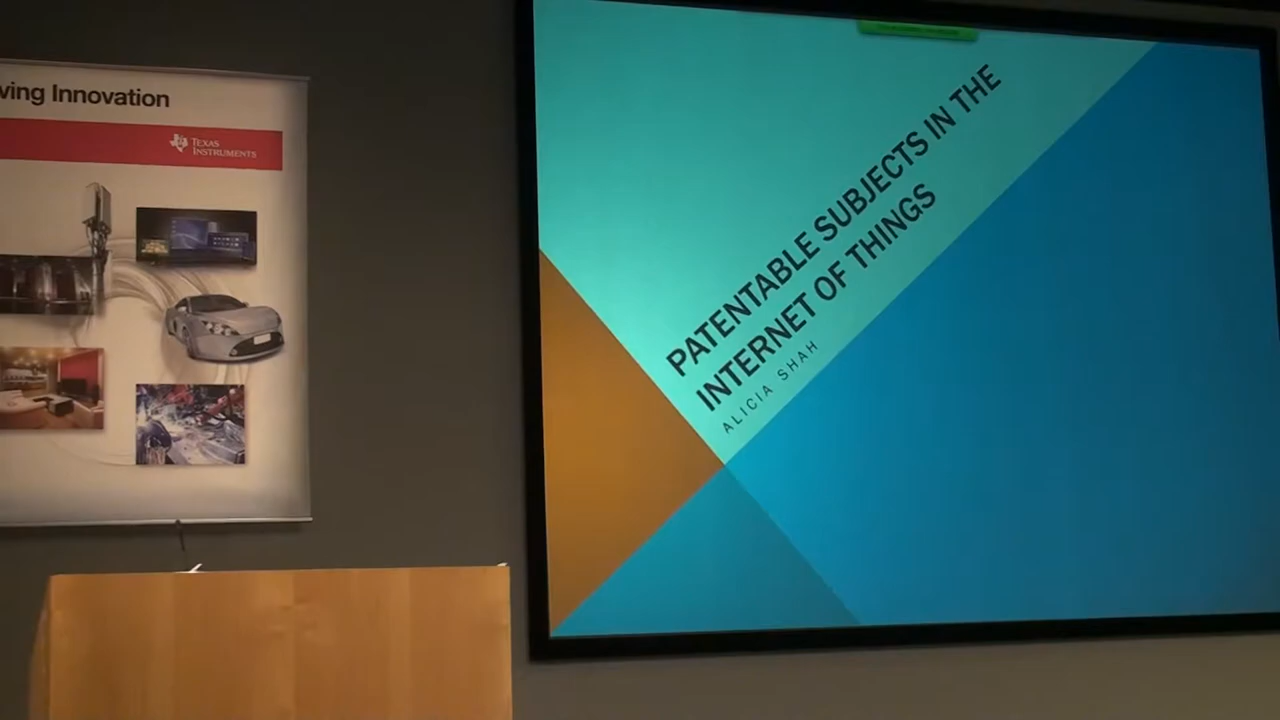 ving Innovation
TEXAS
INSTRUMENTS
PATENTABLE SUBJECTS IN THE
INTERNET OF THINGS
ALICIA SHAH